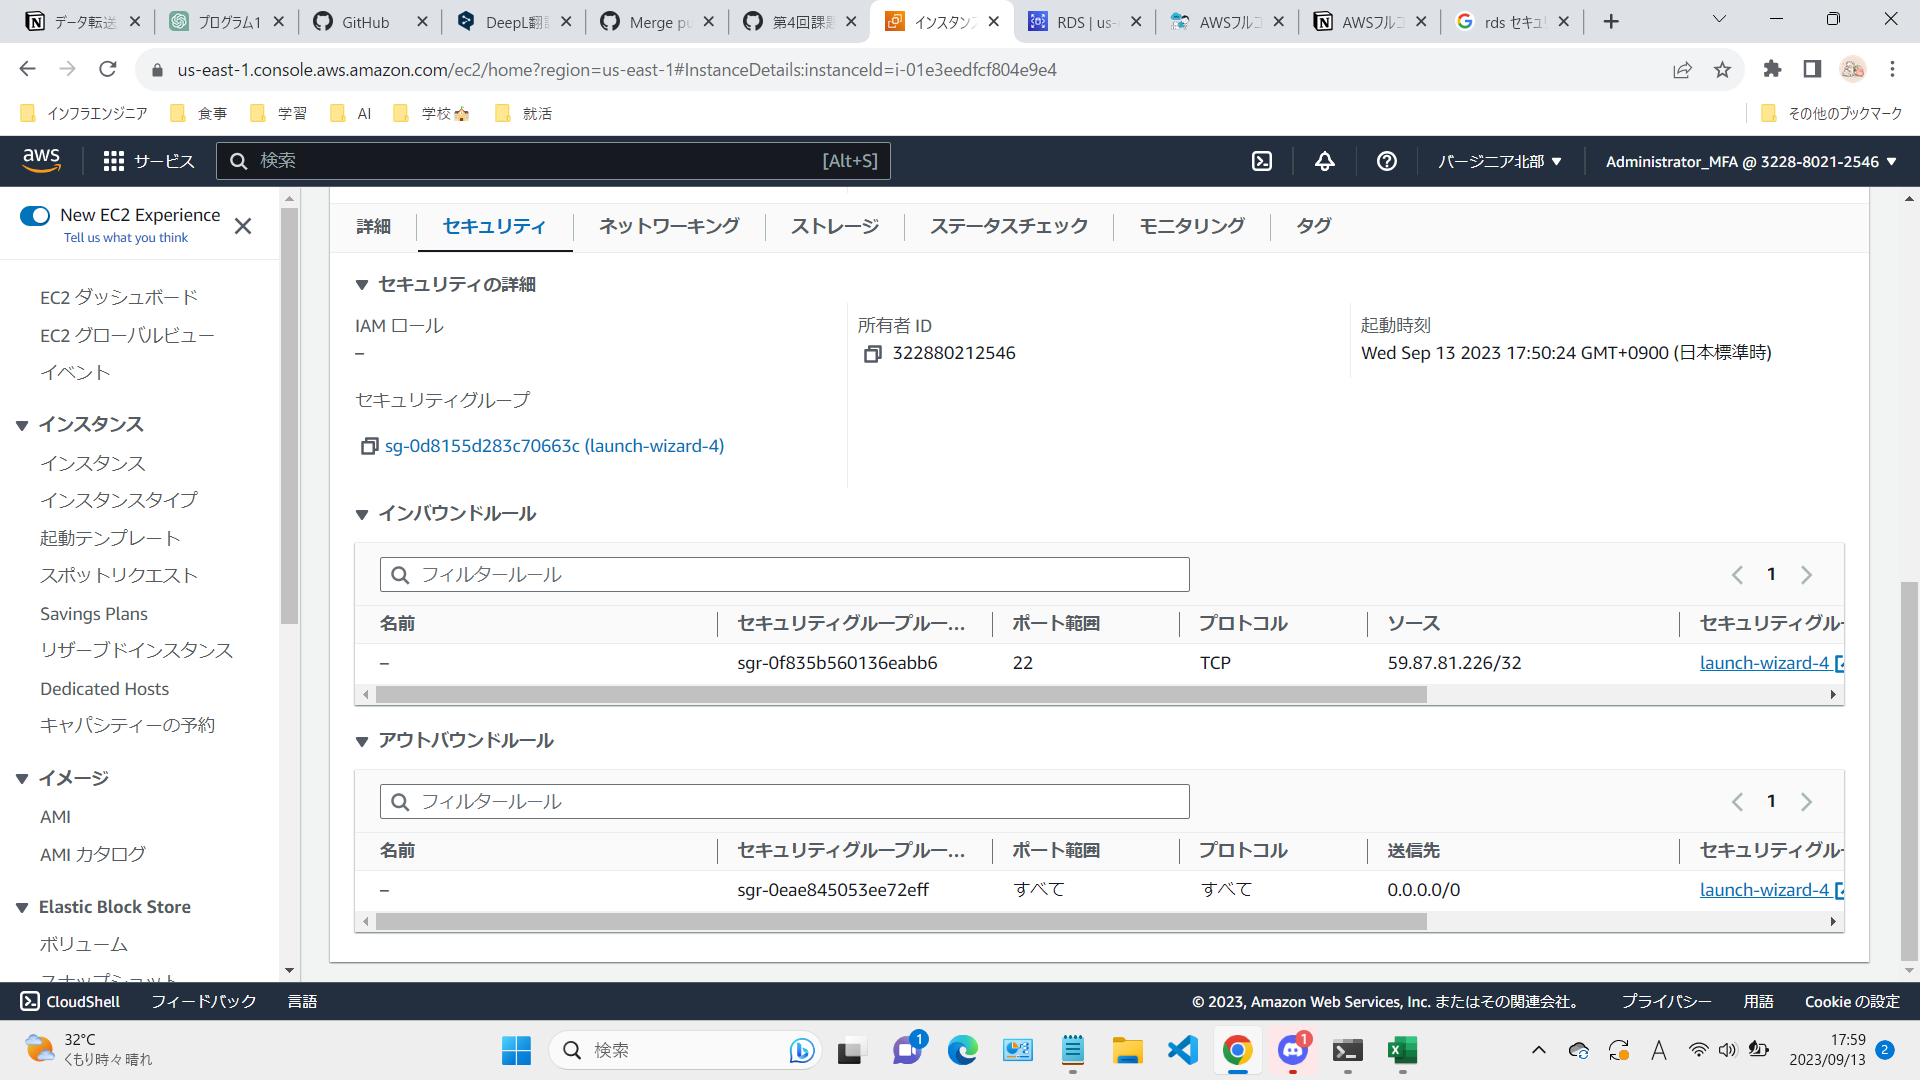 データ転送
プログラム1
GitHub
DeepL翻
Merge pu
第4回課題
インスタン
RDS | us-
AWSフルコ
AWSフルコ
rds セキュ
us-east-1.console.aws.amazon.com/ec2/home?region=us-east-1#InstanceDetails:instanceId=i-01e3eedfcf804e9e4
インフラエンジニア
食事
学習
AI
学校
就活
その他のブックマーク
aws
サービス
検索
[Alt+S]
バージニア北部 ▼
Administrator_MFA @ 3228-8021-2546 ▼
New EC2 Experience
Tell us what you think
EC2 ダッシュボード
EC2 グローバルビュー
イベント
▼ インスタンス
インスタンス
インスタンスタイプ
起動テンプレート
スポットリクエスト
Savings Plans
リザーブドインスタンス
Dedicated Hosts
キャパシティーの予約
▼ イメージ
AMI
AMI カタログ
▼ Elastic Block Store
ボリューム
スナップショット
詳細
セキュリティ
ネットワーキング
ストレージ
ステータスチェック
モニタリング
タグ
▼ セキュリティの詳細
IAM ロール
–
所有者 ID
322880212546
起動時刻
Wed Sep 13 2023 17:50:24 GMT+0900 (日本標準時)
セキュリティグループ
sg-0d8155d283c70663c (launch-wizard-4)
▼ インバウンドルール
フィルタールール
1
名前
セキュリティグループルー...
ポート範囲
プロトコル
ソース
セキュリティグル
–
sgr-0f835b560136eabb6
22
TCP
59.87.81.226/32
launch-wizard-4
▼ アウトバウンドルール
フィルタールール
1
名前
セキュリティグループルー...
ポート範囲
プロトコル
送信先
セキュリティグル
–
sgr-0eae845053ee72eff
すべて
すべて
0.0.0.0/0
launch-wizard-4
CloudShell
フィードバック
言語
© 2023, Amazon Web Services, Inc. またはその関連会社。
プライバシー
用語
Cookie の設定
32°C
くもり時々晴れ
検索
1
1
A
17:59
2023/09/13
2